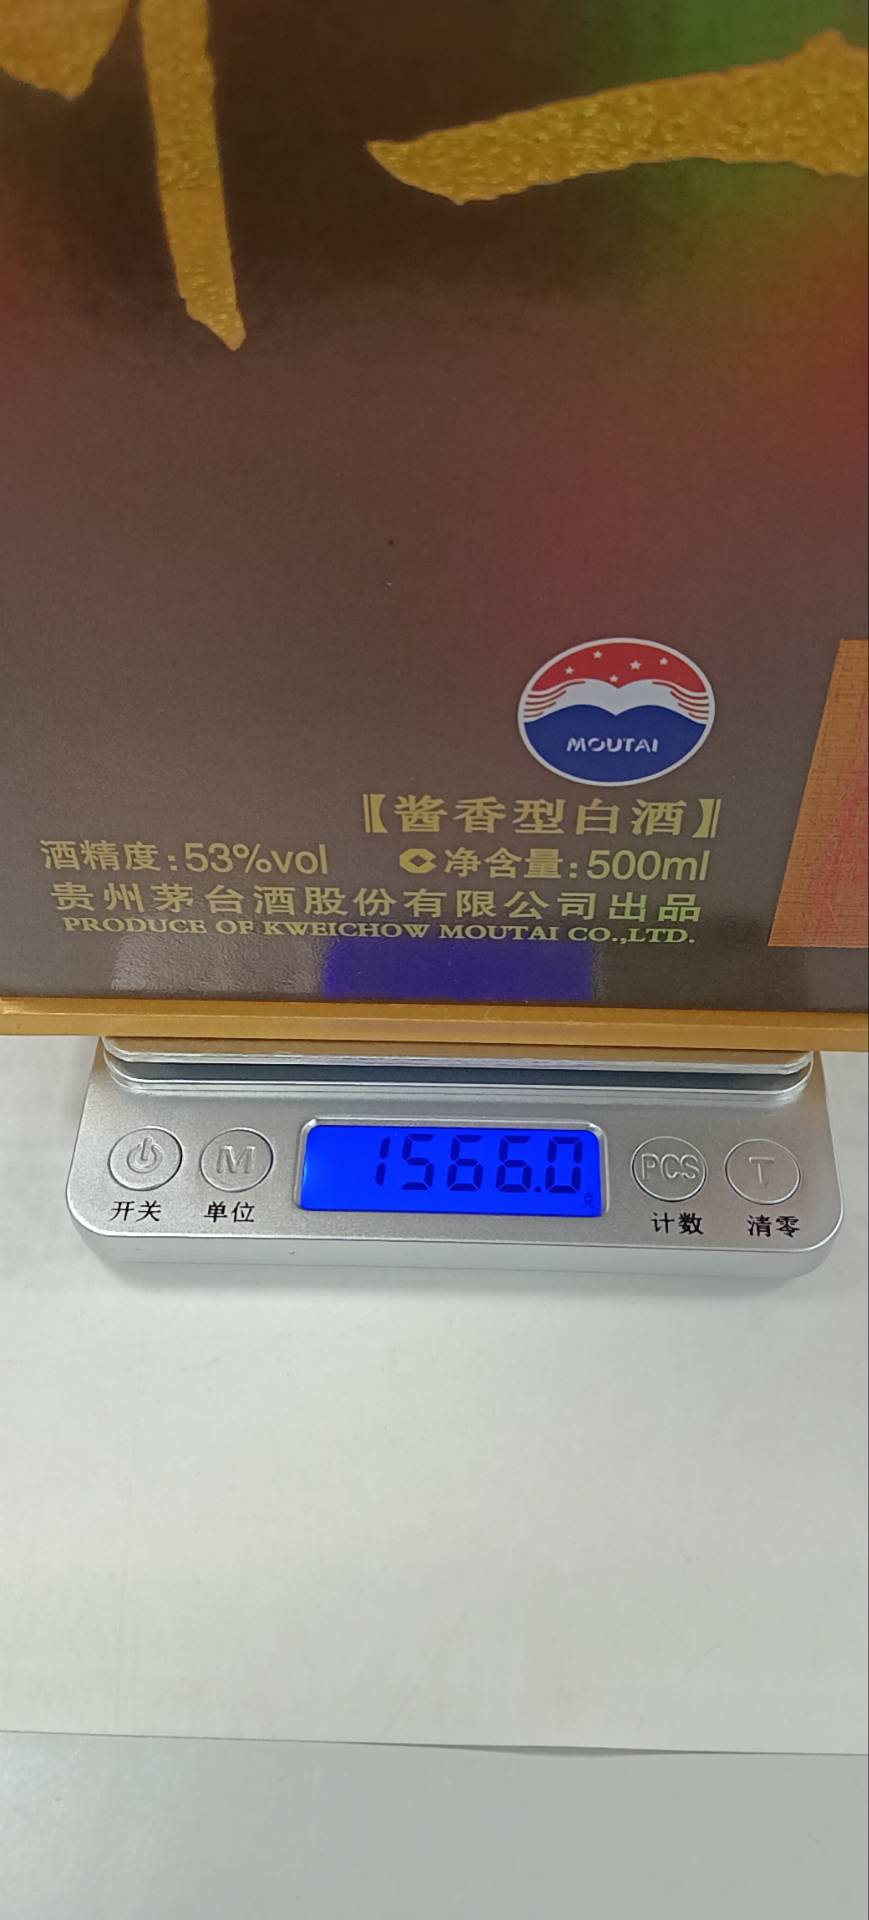 MOUTAI
【酱香型白酒】
酒精度:53%vol 净含量:500ml
贵州茅台酒股份有限公司出品
PRODUCE OF KWEICHOW MOUTAI CO.,LTD.
1566.0
克
M PCS T
开关 单位 计数 清零